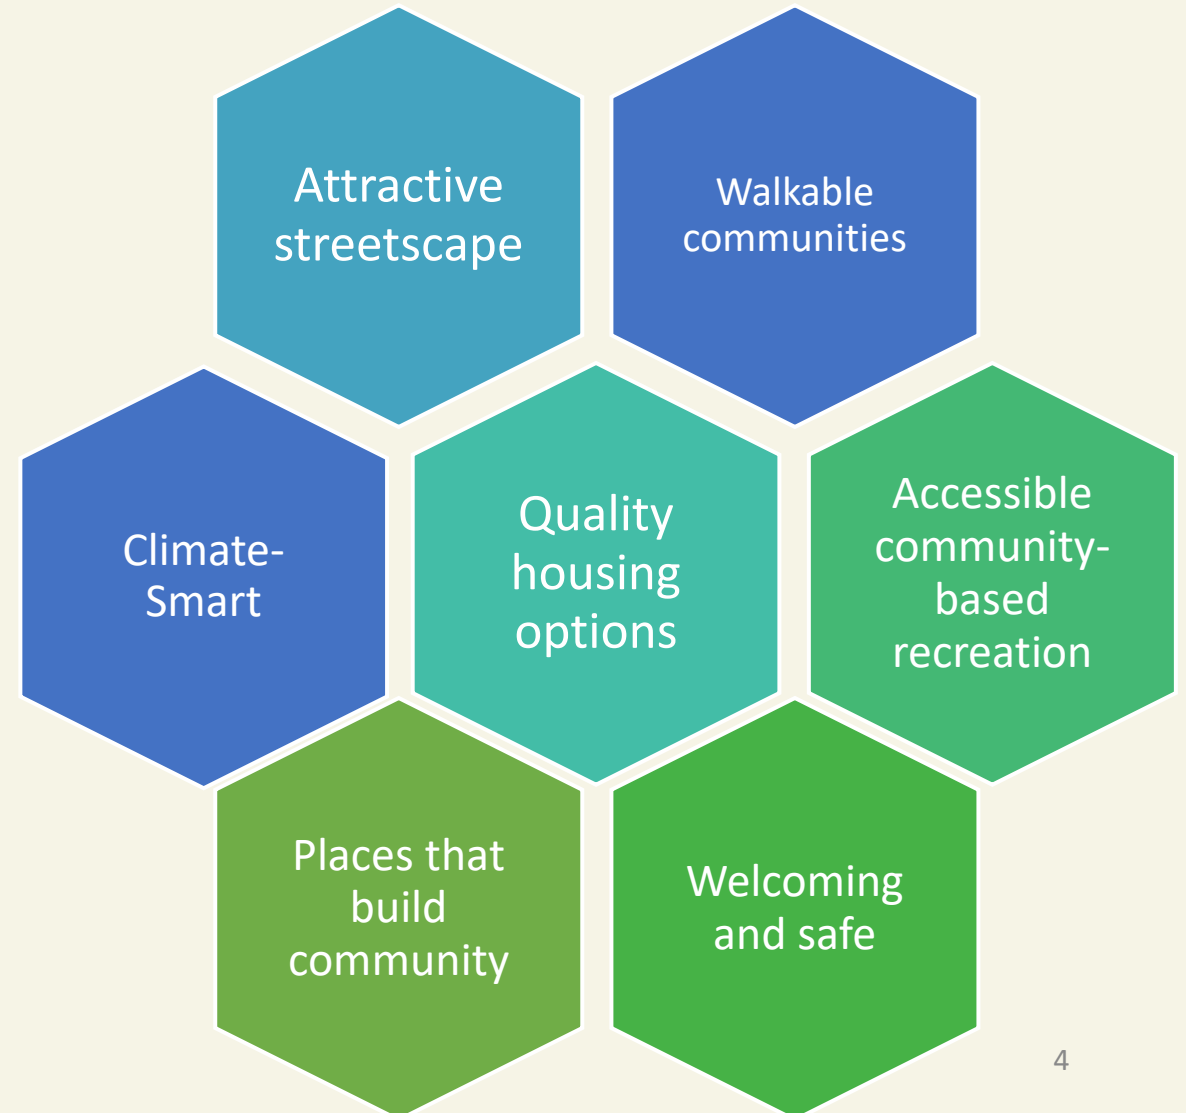 Attractive
streetscape
Walkable
communities
Climate-
Smart
Quality
housing
options
Accessible
community-
based
recreation
Places that
build
community
Welcoming
and safe
4